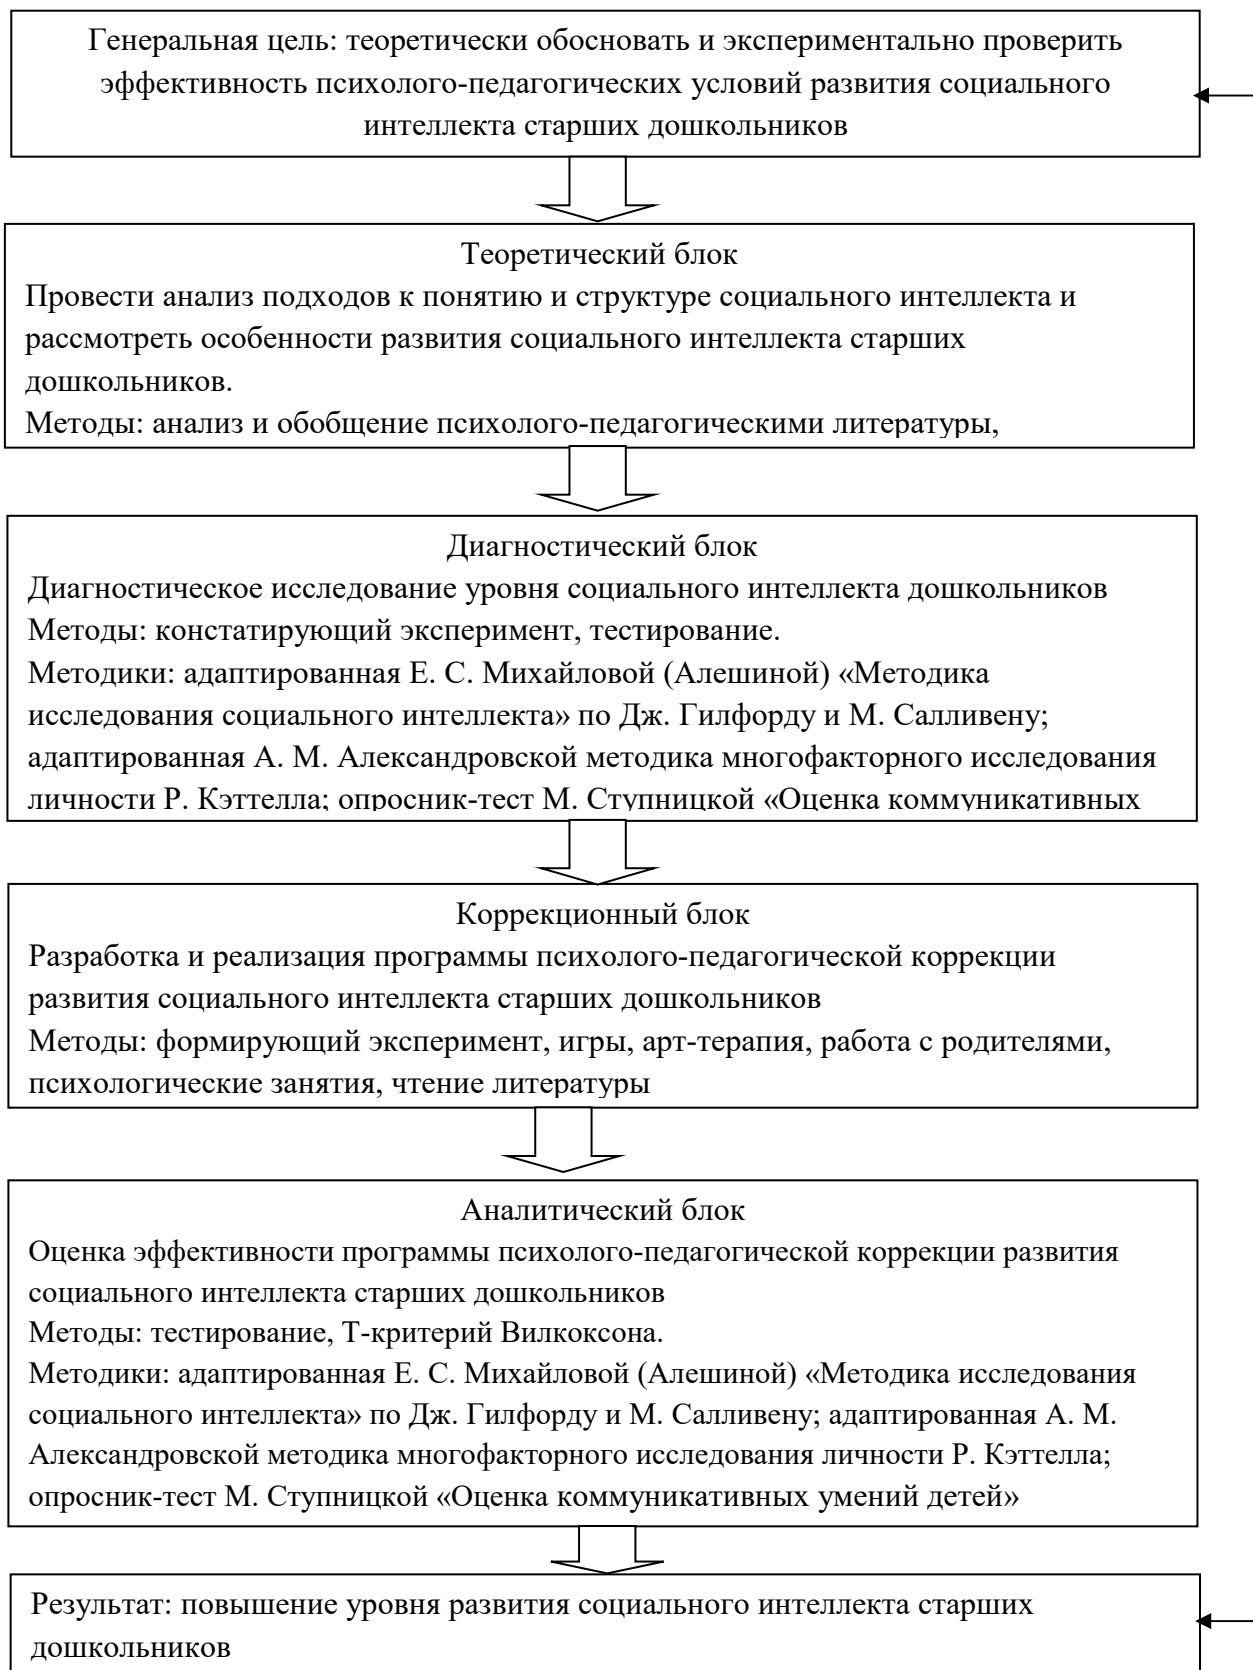 Генеральная цель: теоретически обосновать и экспериментально проверить
эффективность психолого-педагогических условий развития социального
интеллекта старших дошкольников
Теоретический блок
Провести анализ подходов к понятию и структуре социального интеллекта и
рассмотреть особенности развития социального интеллекта старших
дошкольников.
Методы: анализ и обобщение психолого-педагогическими литературы,
Диагностический блок
Диагностическое исследование уровня социального интеллекта дошкольников
Методы: констатирующий эксперимент, тестирование.
Методики: адаптированная Е. С. Михайловой (Алешиной) «Методика
исследования социального интеллекта» по Дж. Гилфорду и М. Салливену;
адаптированная А. М. Александровской методика многофакторного исследования
личности Р. Кэттелла; опросник-тест М. Ступницкой «Оценка коммуникативных
Коррекционный блок
Разработка и реализация программы психолого-педагогической коррекции
развития социального интеллекта старших дошкольников
Методы: формирующий эксперимент, игры, арт-терапия, работа с родителями,
психологические занятия, чтение литературы
Аналитический блок
Оценка эффективности программы психолого-педагогической коррекции развития
социального интеллекта старших дошкольников
Методы: тестирование, Т-критерий Вилкоксона.
Методики: адаптированная Е. С. Михайловой (Алешиной) «Методика исследования
социального интеллекта» по Дж. Гилфорду и М. Салливену; адаптированная А. М.
Александровской методика многофакторного исследования личности Р. Кэттелла;
опросник-тест М. Ступницкой «Оценка коммуникативных умений детей»
Результат: повышение уровня развития социального интеллекта старших
дошкольников